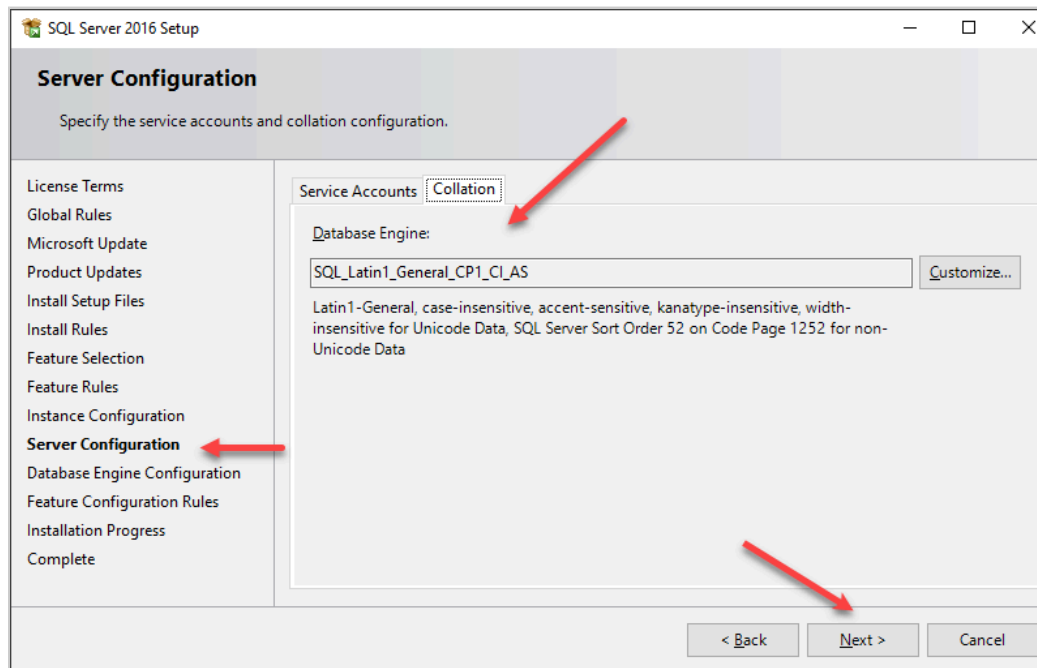 SQL Server 2016 Setup
Server Configuration
Specify the service accounts and collation configuration.
License Terms
Global Rules
Microsoft Update
Product Updates
Install Setup Files
Install Rules
Feature Selection
Feature Rules
Instance Configuration
Server Configuration
Database Engine Configuration
Feature Configuration Rules
Installation Progress
Complete
Service Accounts Collation
Database Engine:
SQL_Latin1_General_CP1_CI_AS
Customize...
Latin1-General, case-insensitive, accent-sensitive, kanatype-insensitive, width-
insensitive for Unicode Data, SQL Server Sort Order 52 on Code Page 1252 for non-
Unicode Data
< Back Next > Cancel